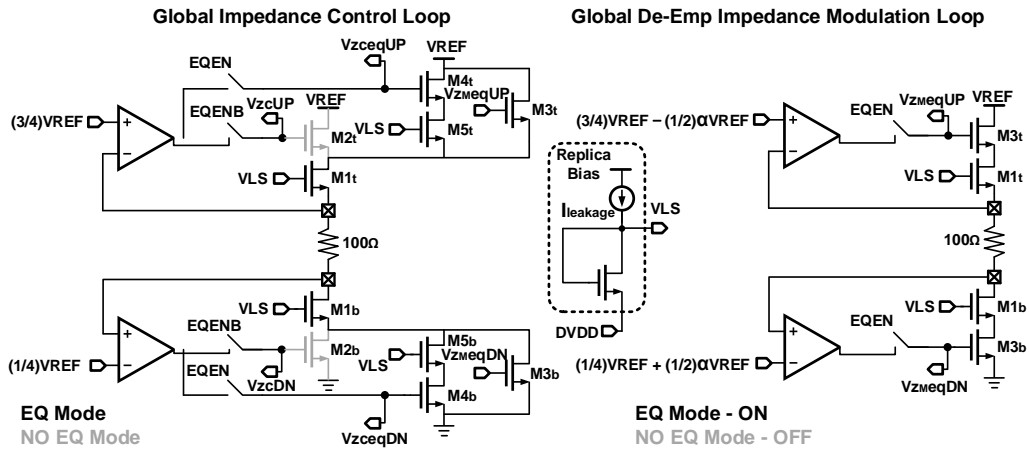 Global Impedance Control Loop
Global De-Emp Impedance Modulation Loop
VzceqUP
VREF
EQEN
M4t
VZMeqUP
M3t
EQENB
VzcUP
VREF
(3/4)VREF
+
−
M2t
VLS
M5t
VLS
M1t
100Ω
VLS
M1b
EQENB
M5b
VZMeqDN
M2b
VLS
M3b
+
−
(1/4)VREF
VzcDN
EQEN
M4b
VzceqDN
EQ Mode
NO EQ Mode
Replica
Bias
Ileakage
VLS
DVDD
VZMeqUP
VREF
EQEN
(3/4)VREF − (1/2)αVREF
+
−
M3t
VLS
M1t
100Ω
VLS
M1b
EQEN
+
−
M3b
(1/4)VREF + (1/2)αVREF
VZMeqDN
EQ Mode - ON
NO EQ Mode - OFF